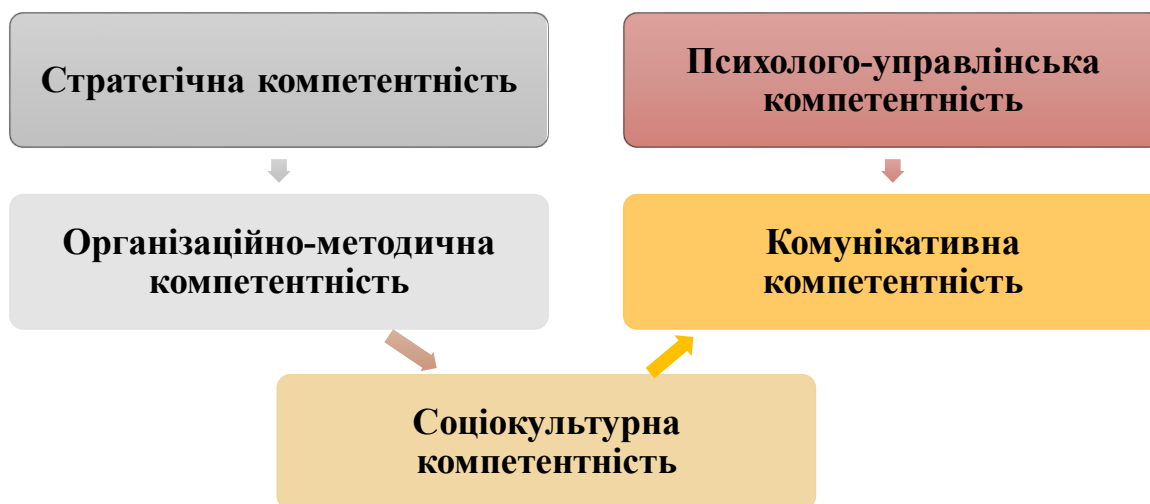 Стратегічна компетентність
Психолого-управлінська
компетентність
Організаційно-методична
компетентність
Комунікативна
компетентність
Соціокультурна
компетентність